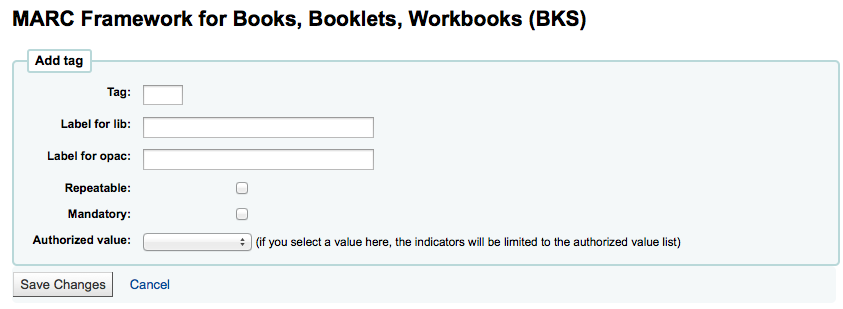 MARC Framework for Books, Booklets, Workbooks (BKS)
Add tag
Tag:
Label for lib:
Label for opac:
Repeatable:
Mandatory:
Authorized value: (if you select a value here, the indicators will be limited to the authorized value list)
Save Changes Cancel